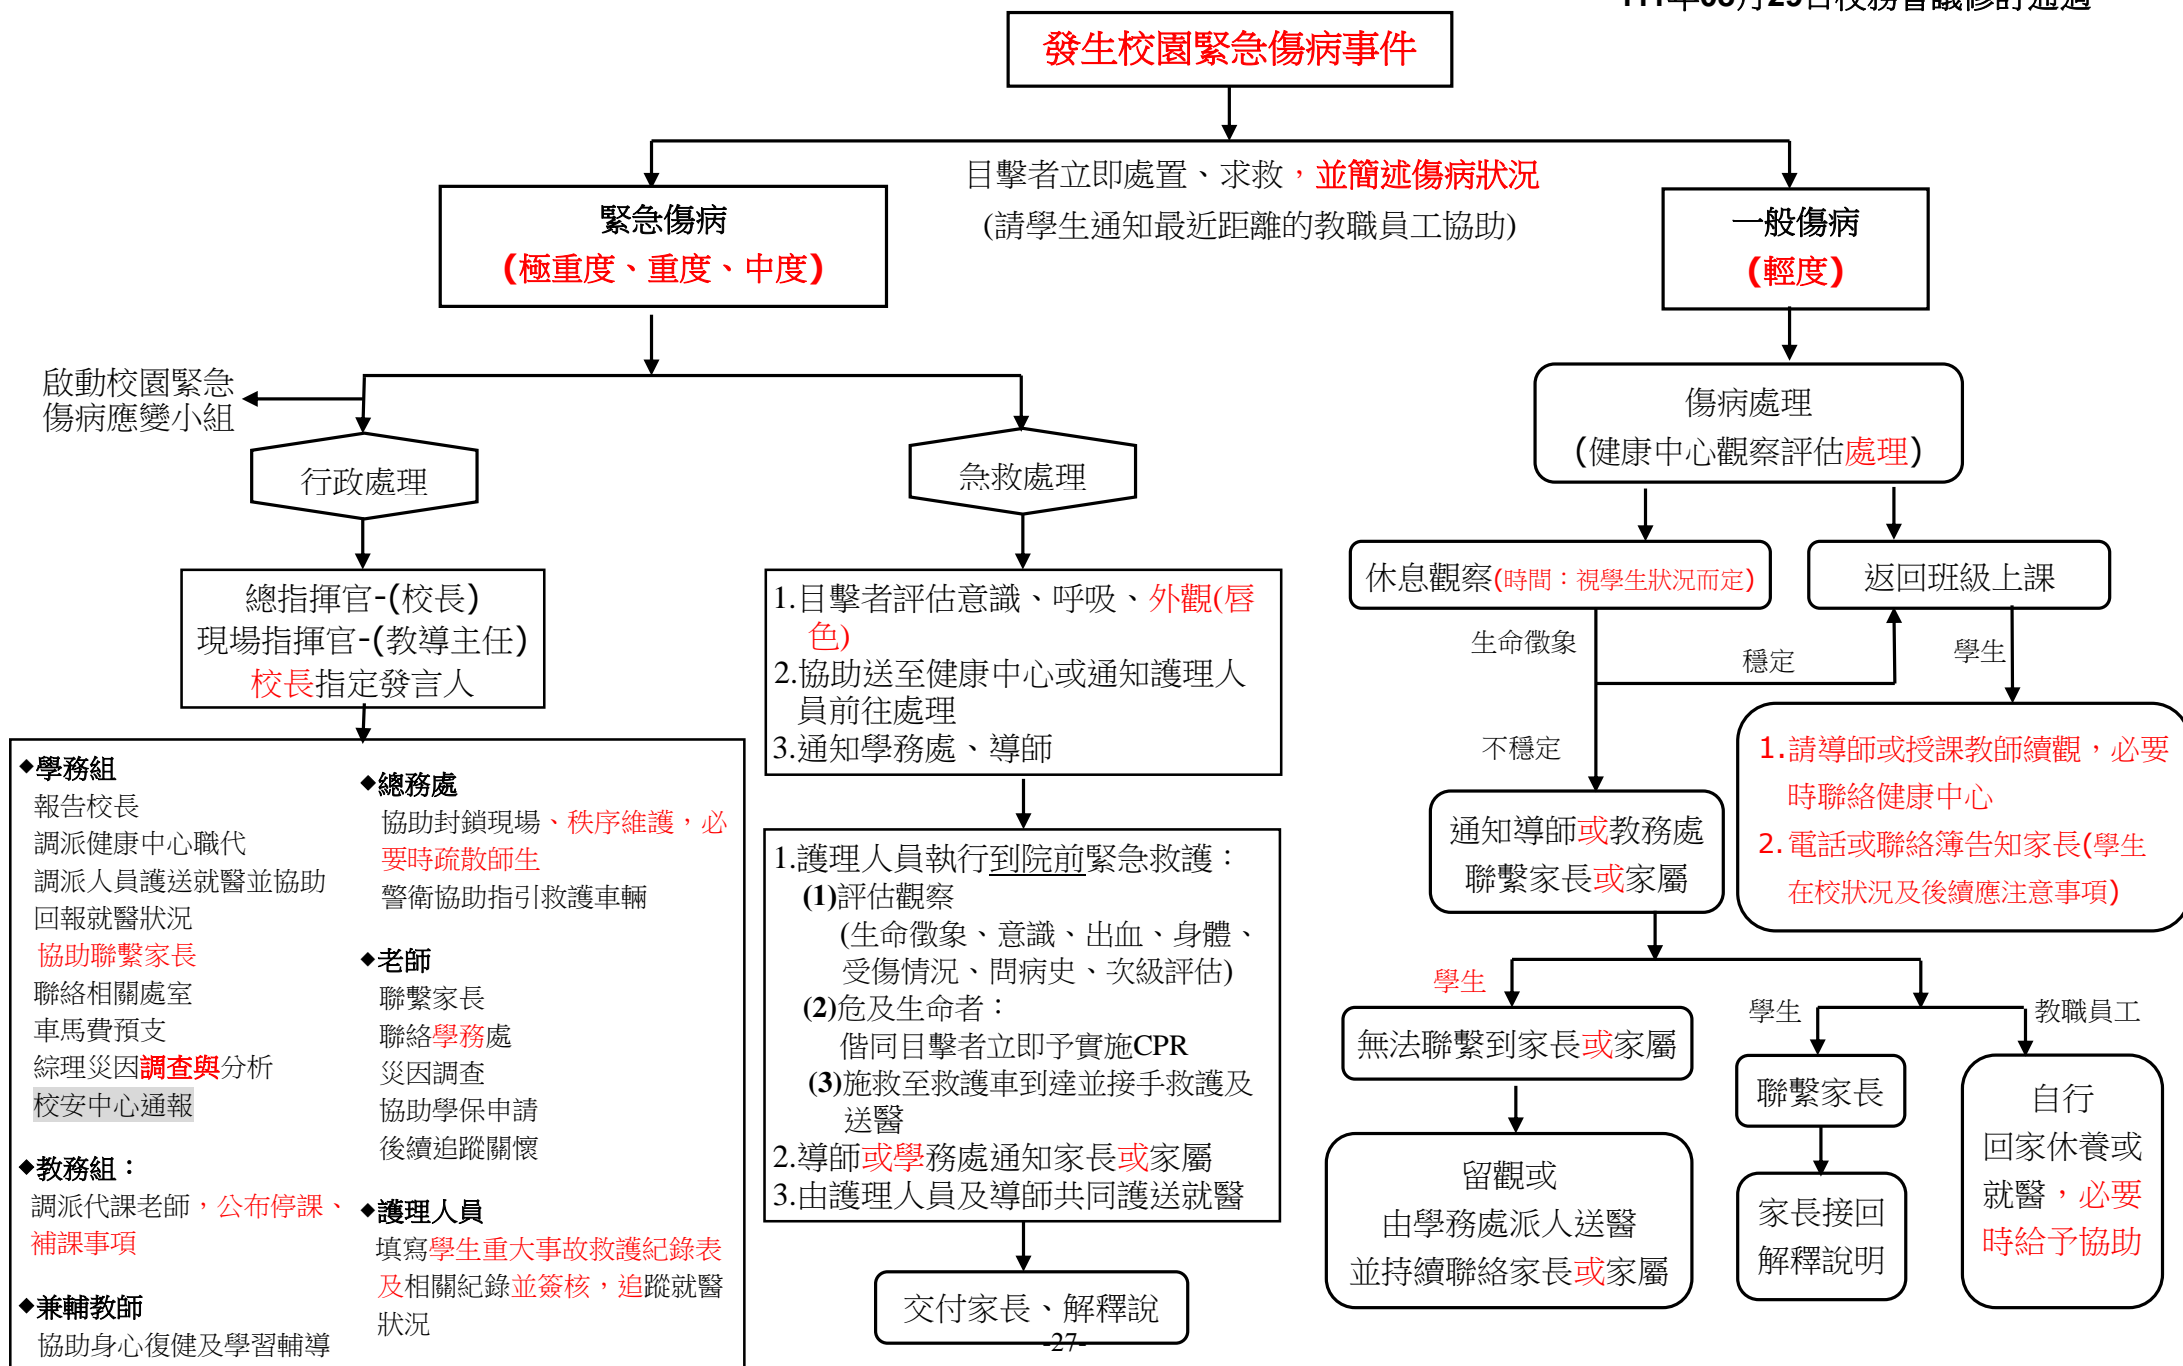 發生校園緊急傷病事件
目擊者立即處置、求救，並簡述傷病狀況
(請學生通知最近距離的教職員工協助)
緊急傷病
(極重度、重度、中度)
一般傷病
(輕度)
啟動校園緊急
傷病應變小組
行政處理
急救處理
傷病處理
(健康中心觀察評估處理)
總指揮官-(校長)
現場指揮官-(教導主任)
校長指定發言人
1.目擊者評估意識、呼吸、外觀(唇
色)
2.協助送至健康中心或通知護理人
員前往處理
3.通知學務處、導師
休息觀察(時間：視學生狀況而定)
返回班級上課
生命徵象
穩定
學生
不穩定
1.請導師或授課教師續觀，必要
時聯絡健康中心
2.電話或聯絡簿告知家長(學生
在校狀況及後續應注意事項)
通知導師或教務處
聯繫家長或家屬
◆學務組
報告校長
調派健康中心職代
調派人員護送就醫並協助
回報就醫狀況
協助聯繫家長
聯絡相關處室
車馬費預支
綜理災因調查與分析
校安中心通報
◆教務組：
調派代課老師，公布停課、
補課事項
◆兼輔教師
協助身心復健及學習輔導
◆總務處
協助封鎖現場、秩序維護，必
要時疏散師生
警衛協助指引救護車輛
◆老師
聯繫家長
聯絡學務處
災因調查
協助學保申請
後續追蹤關懷
◆護理人員
填寫學生重大事故救護紀錄表
及相關紀錄並簽核，追蹤就醫
狀況
1.護理人員執行到院前緊急救護：
(1)評估觀察
(生命徵象、意識、出血、身體、
受傷情況、問病史、次級評估)
(2)危及生命者：
偕同目擊者立即予實施CPR
(3)施救至救護車到達並接手救護及
送醫
2.導師或學務處通知家長或家屬
3.由護理人員及導師共同護送就醫
交付家長、解釋說
學生
無法聯繫到家長或家屬
留觀或
由學務處派人送醫
並持續聯絡家長或家屬
學生
聯繫家長
家長接回
解釋說明
教職員工
自行
回家休養或
就醫，必要
時給予協助
-27-